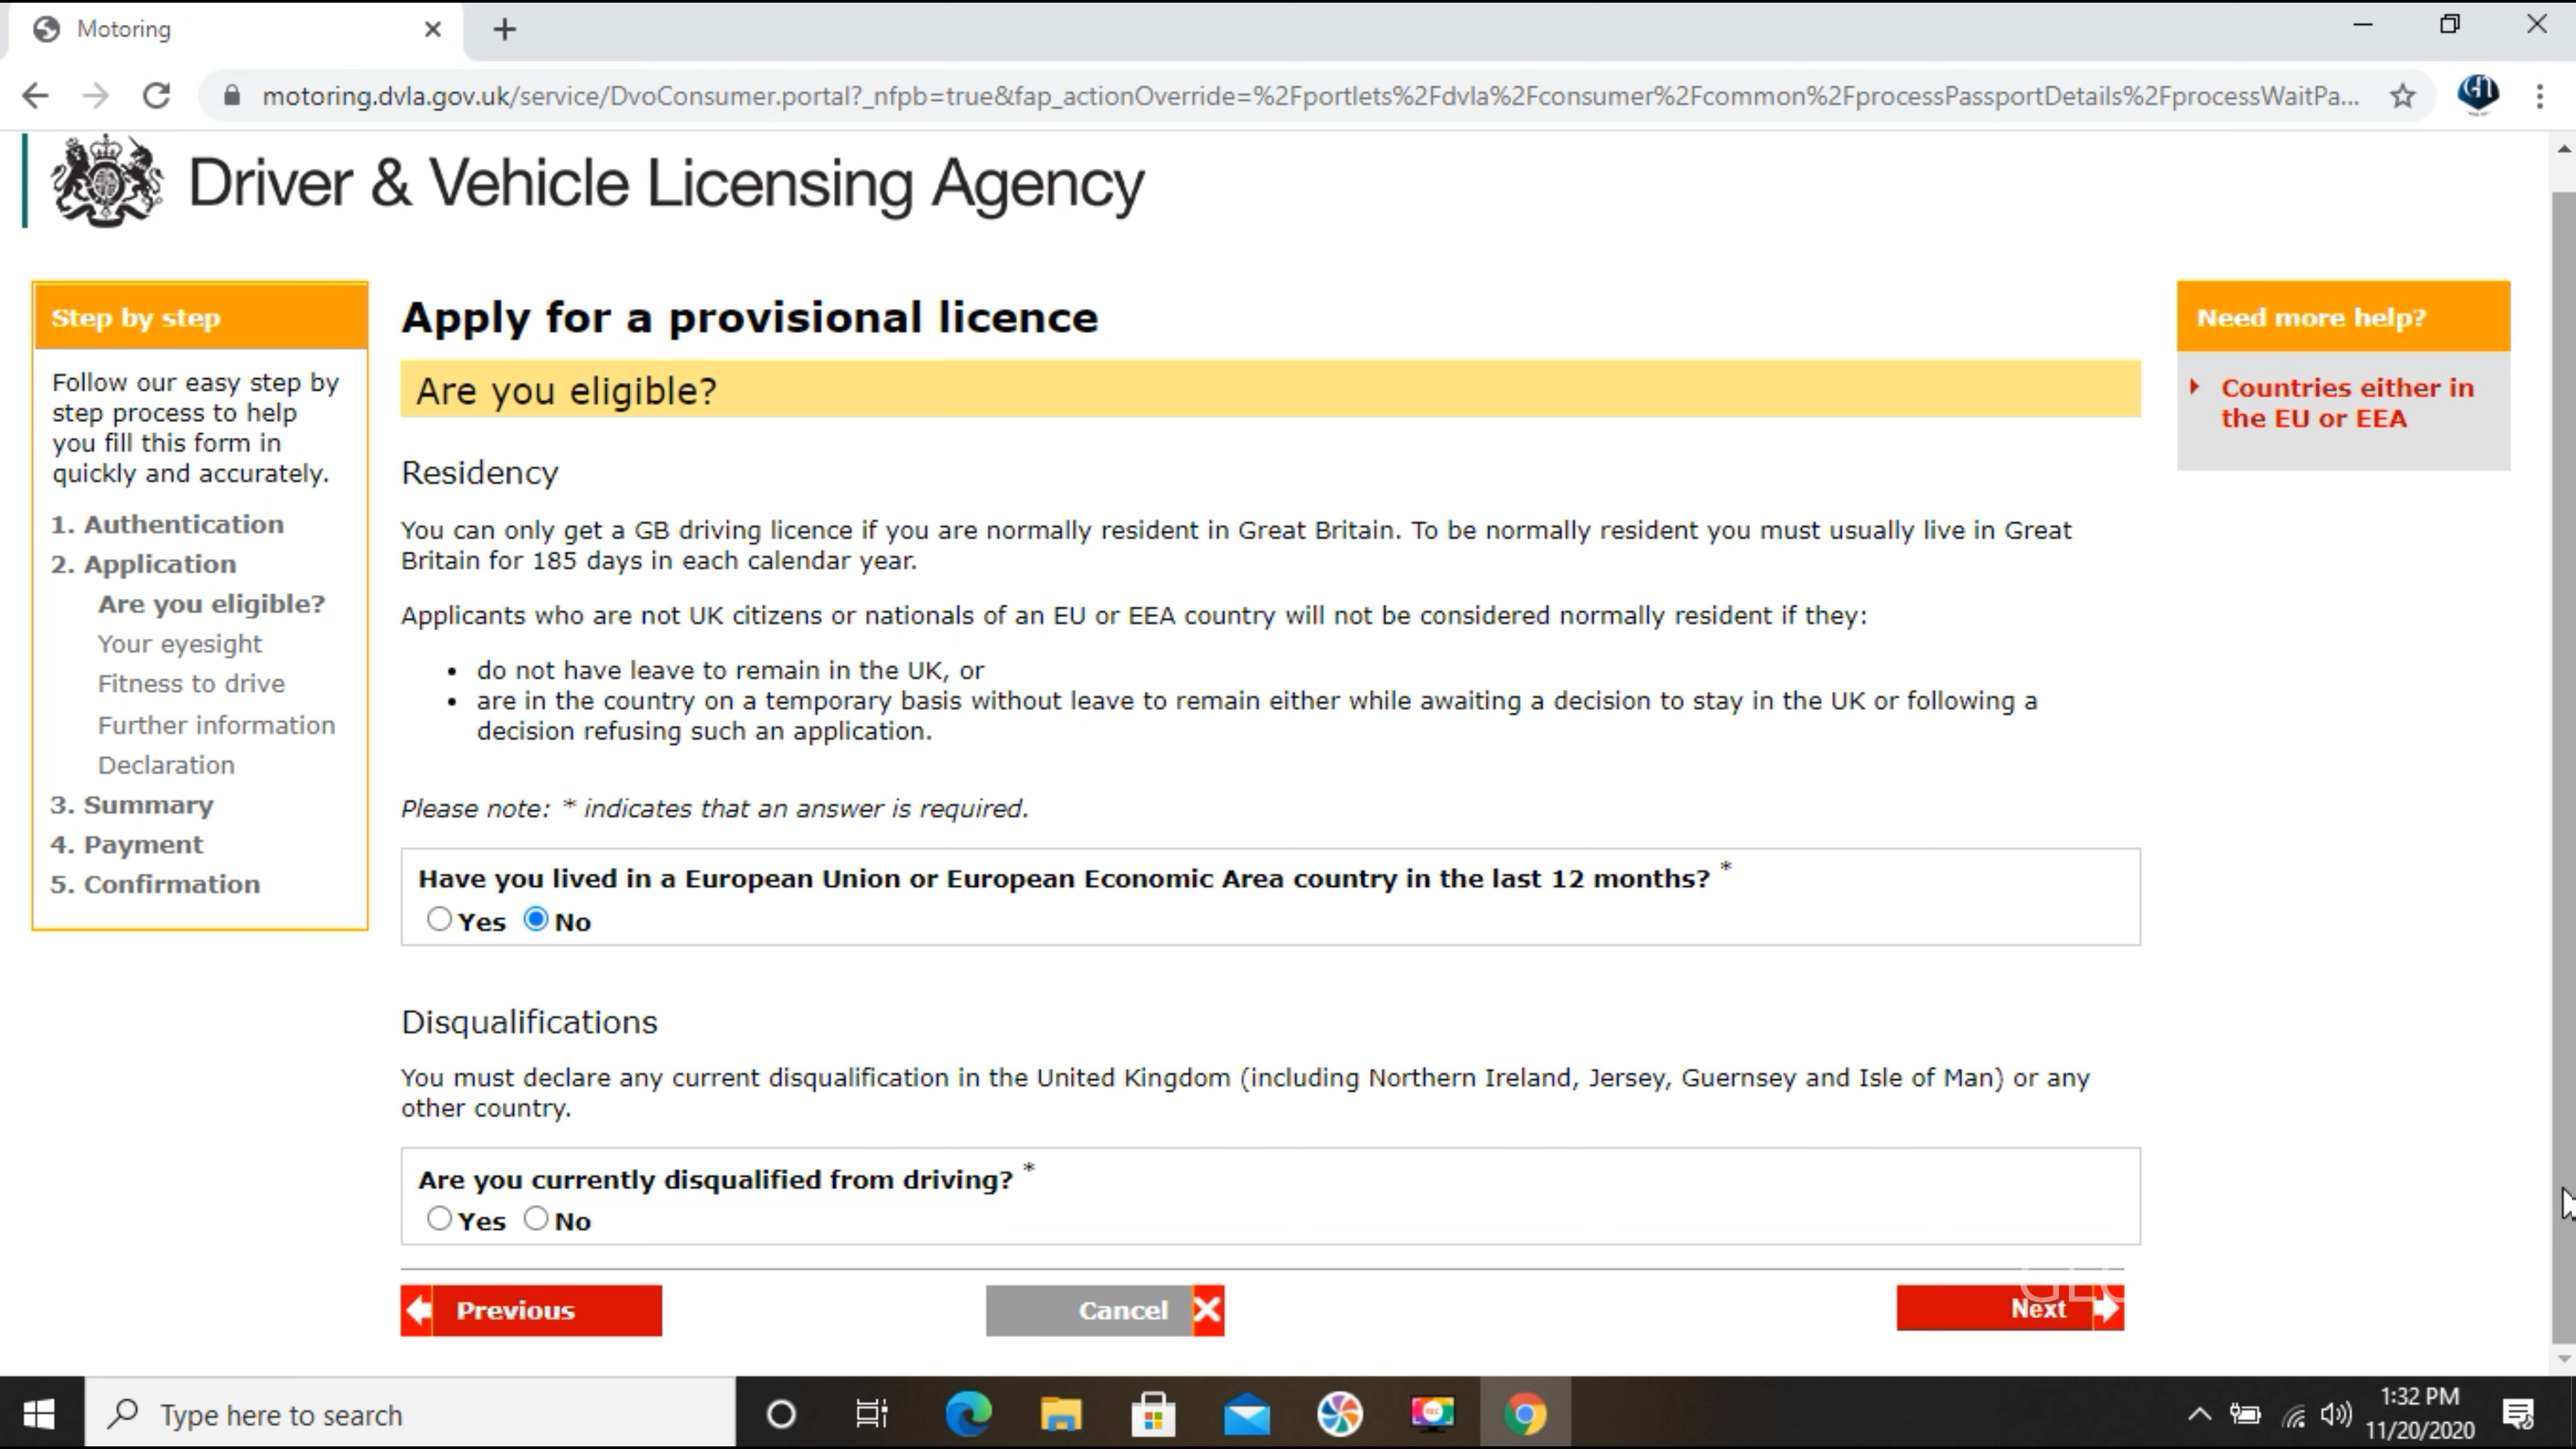 Motoring
motoring.dvla.gov.uk/service/DvoConsumer.portal?_nfpb=true&fap_actionOverride=%2Fportlets%2Fdvla%2Fconsumer%2Fcommon%2FprocessPassportDetails%2FprocessWaitPa...
Driver & Vehicle Licensing Agency
Step by step
Follow our easy step by
step process to help
you fill this form in
quickly and accurately.
1. Authentication
2. Application
Are you eligible?
Your eyesight
Fitness to drive
Further information
Declaration
3. Summary
4. Payment
5. Confirmation
Apply for a provisional licence
Are you eligible?
Residency
You can only get a GB driving licence if you are normally resident in Great Britain. To be normally resident you must usually live in Great
Britain for 185 days in each calendar year.
Applicants who are not UK citizens or nationals of an EU or EEA country will not be considered normally resident if they:
• do not have leave to remain in the UK, or
• are in the country on a temporary basis without leave to remain either while awaiting a decision to stay in the UK or following a
decision refusing such an application.
Please note: * indicates that an answer is required.
Have you lived in a European Union or European Economic Area country in the last 12 months? *
Yes No
Disqualifications
You must declare any current disqualification in the United Kingdom (including Northern Ireland, Jersey, Guernsey and Isle of Man) or any
other country.
Are you currently disqualified from driving? *
Yes No
Previous
Cancel
Next
Need more help?
Countries either in
the EU or EEA
Type here to search
1:32 PM
11/20/2020